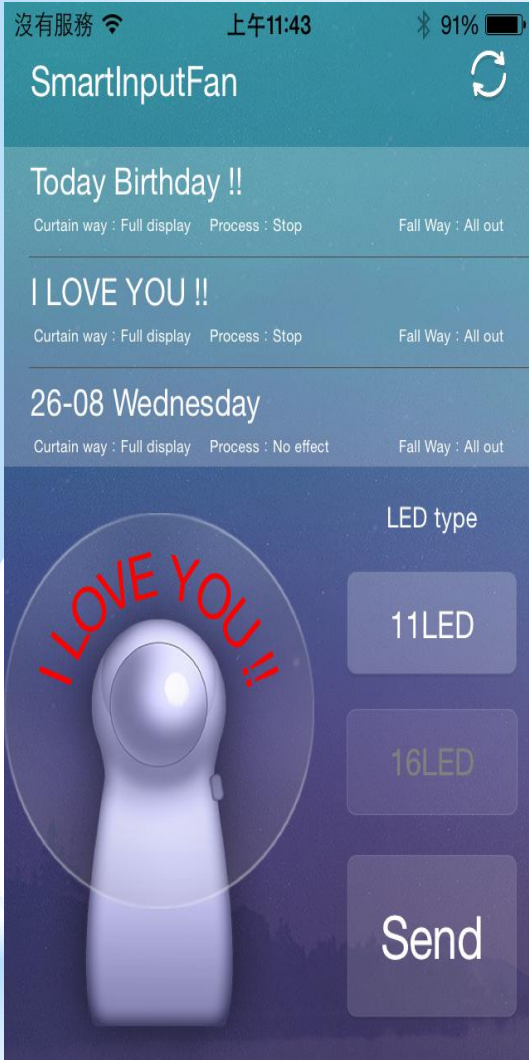 沒有服務 上午11:43 91%
SmartInputFan
Today Birthday !!
Curtain way：Full display Process：Stop Fall Way：All out
I LOVE YOU !!
Curtain way：Full display Process：Stop Fall Way：All out
26-08 Wednesday
Curtain way：Full display Process：No effect Fall Way：All out
LED type
I LOVE YOU !!
11LED
16LED
Send